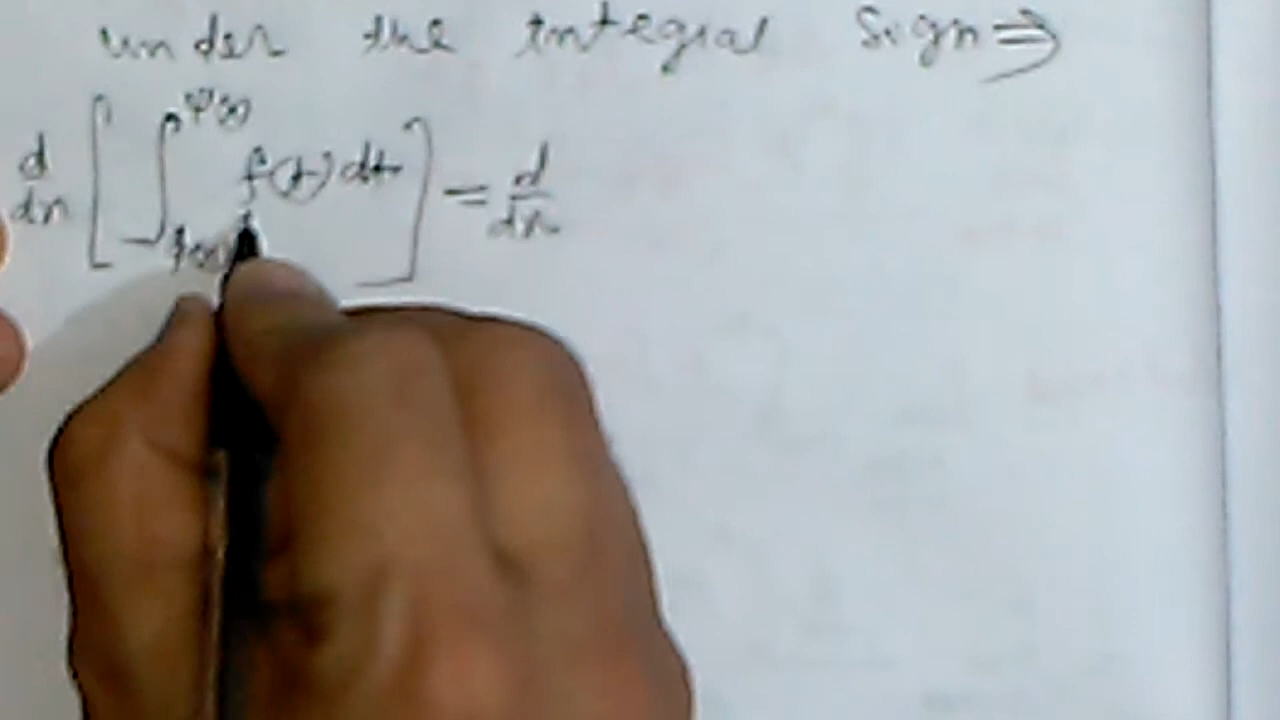 under the integral Sign ⇒
d/dx [ ∫_{φ(x)}^{ψ(x)} f(t) dt ] = d/dx